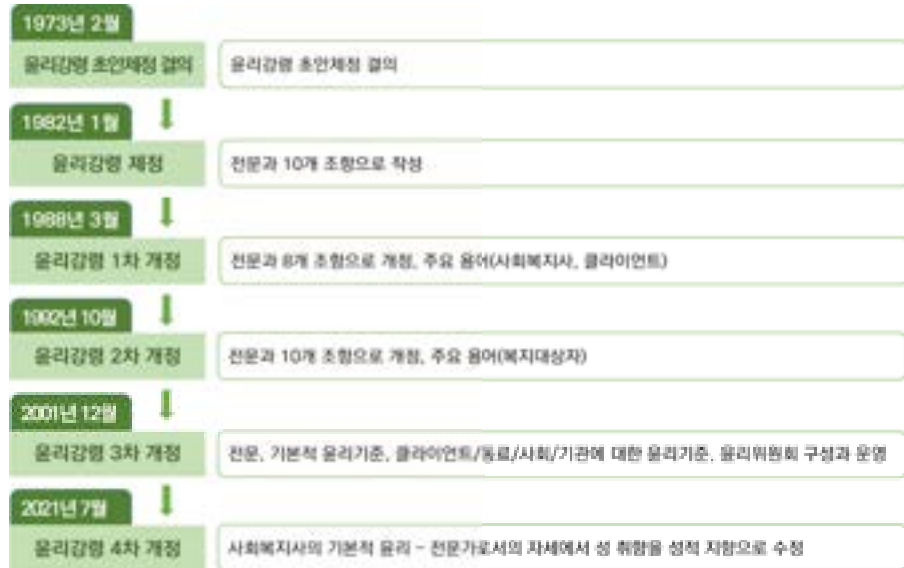 1973년 2월
윤리강령 초안제정 결의
윤리강령 초안제정 결의
1982년 1월
윤리강령 제정
전문과 10개 조항으로 작성
1988년 3월
윤리강령 1차 개정
전문과 8개 조항으로 개정, 주요 용어(사회복지사, 클라이언트)
1992년 10월
윤리강령 2차 개정
전문과 10개 조항으로 개정, 주요 용어(복지대상자)
2001년 12월
윤리강령 3차 개정
전문, 기본적 윤리기준, 클라이언트/동료/사회/기관에 대한 윤리기준, 윤리위원회 구성과 운영
2021년 7월
윤리강령 4차 개정
사회복지사의 기본적 윤리 - 전문가로서의 자세에서 성 취향을 성적 지향으로 수정